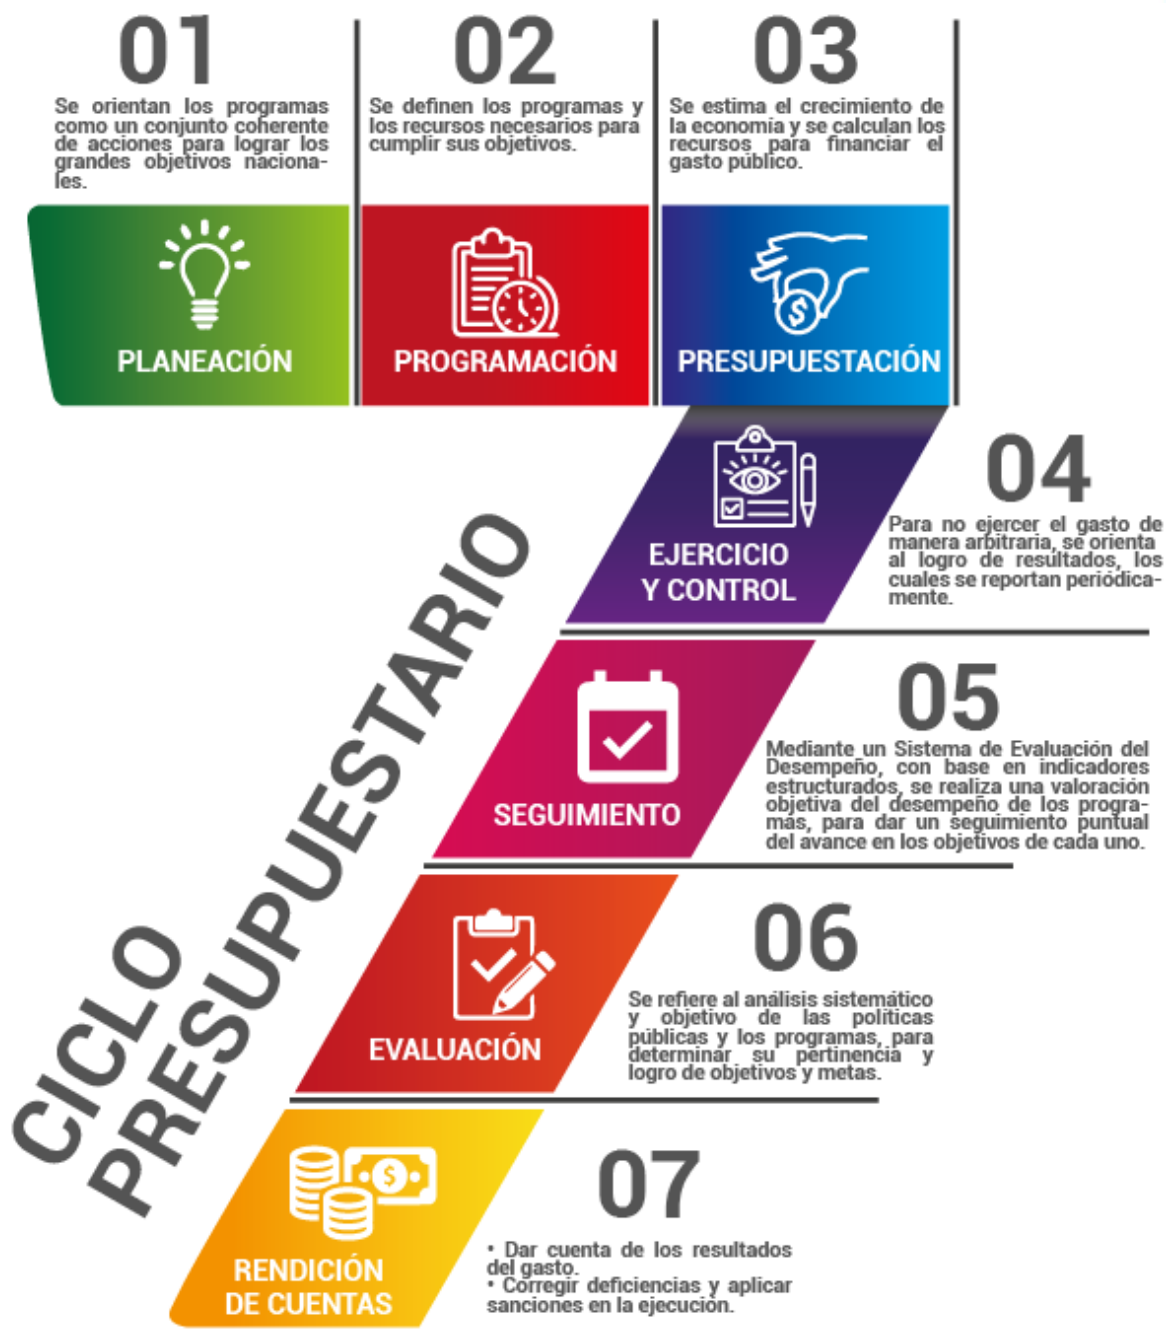 01
Se orientan los programas
como un conjunto coherente
de acciones para lograr los
grandes objetivos naciona-
les.
PLANEACIÓN
02
Se definen los programas y
los recursos necesarios para
cumplir sus objetivos.
PROGRAMACIÓN
03
Se estima el crecimiento de
la economía y se calculan los
recursos para financiar el
gasto público.
PRESUPUESTACIÓN
CICLO
PRESUPUESTARIO
EJERCICIO
Y CONTROL
04
Para no ejercer el gasto de
manera arbitraria, se orienta
al logro de resultados, los
cuales se reportan periódica-
mente.
SEGUIMIENTO
05
Mediante un Sistema de Evaluación del
Desempeño, con base en indicadores
estructurados, se realiza una valoración
objetiva del desempeño de los progra-
mas, para dar un seguimiento puntual
del avance en los objetivos de cada uno.
EVALUACIÓN
06
Se refiere al análisis sistemático
y objetivo de las políticas
públicas y los programas, para
determinar su pertinencia y
logro de objetivos y metas.
RENDICIÓN
DE CUENTAS
07
• Dar cuenta de los resultados
del gasto.
• Corregir deficiencias y aplicar
sanciones en la ejecución.